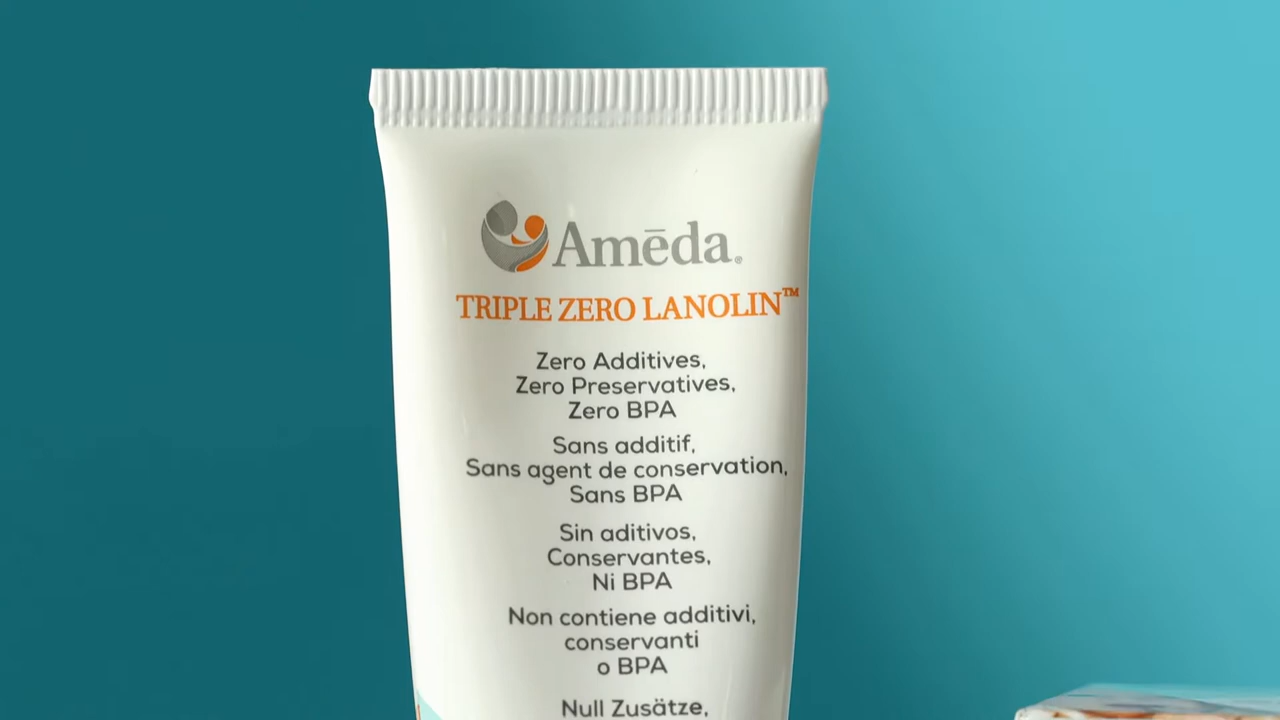 Amēda®
TRIPLE ZERO LANOLIN™
Zero Additives,
Zero Preservatives,
Zero BPA
Sans additif,
Sans agent de conservation,
Sans BPA
Sin aditivos,
Conservantes,
Ni BPA
Non contiene additivi,
conservanti
o BPA
Null Zusätze,